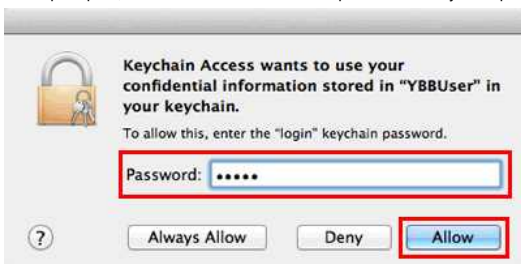 Keychain Access wants to use your
confidential information stored in “YBBUser” in
your keychain.
To allow this, enter the “login” keychain password.
Password: •••••
? Always Allow Deny Allow